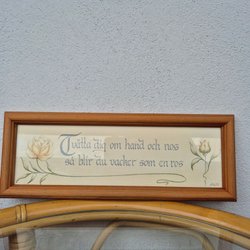 Tvätta dig om hand och nos
så blir du vacker som en ros